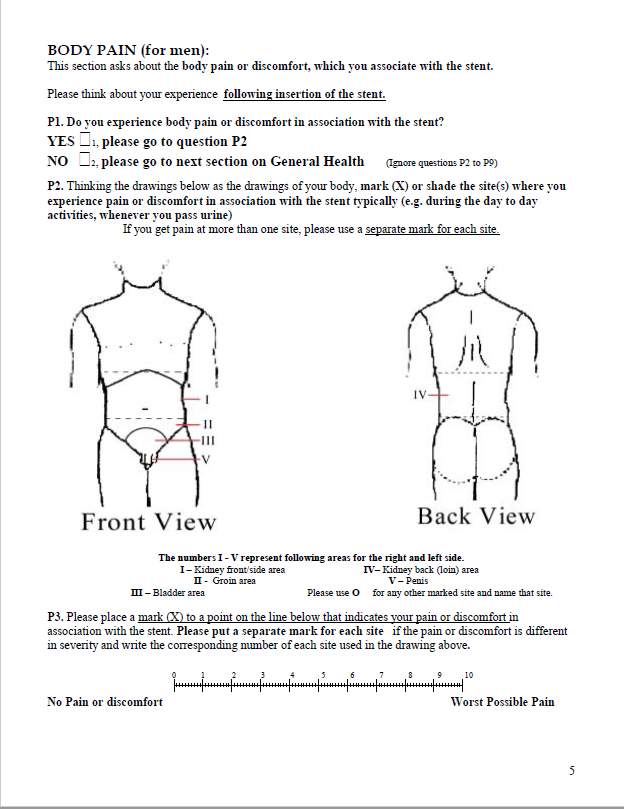 BODY PAIN (for men):
This section asks about the body pain or discomfort, which you associate with the stent.
Please think about your experience following insertion of the stent.
P1. Do you experience body pain or discomfort in association with the stent?
YES □1, please go to question P2
NO □2, please go to next section on General Health (Ignore questions P2 to P9)
P2. Thinking the drawings below as the drawings of your body, mark (X) or shade the site(s) where you
experience pain or discomfort in association with the stent typically (e.g. during the day to day
activities, whenever you pass urine)
If you get pain at more than one site, please use a separate mark for each site.
I
II
III
V
Front View
IV
Back View
The numbers I - V represent following areas for the right and left side.
I – Kidney front/side area IV– Kidney back (loin) area
II - Groin area V – Penis
III – Bladder area Please use O for any other marked site and name that site.
P3. Please place a mark (X) to a point on the line below that indicates your pain or discomfort in
association with the stent. Please put a separate mark for each site if the pain or discomfort is different
in severity and write the corresponding number of each site used in the drawing above.
0 1 2 3 4 5 6 7 8 9 10
No Pain or discomfort Worst Possible Pain
5